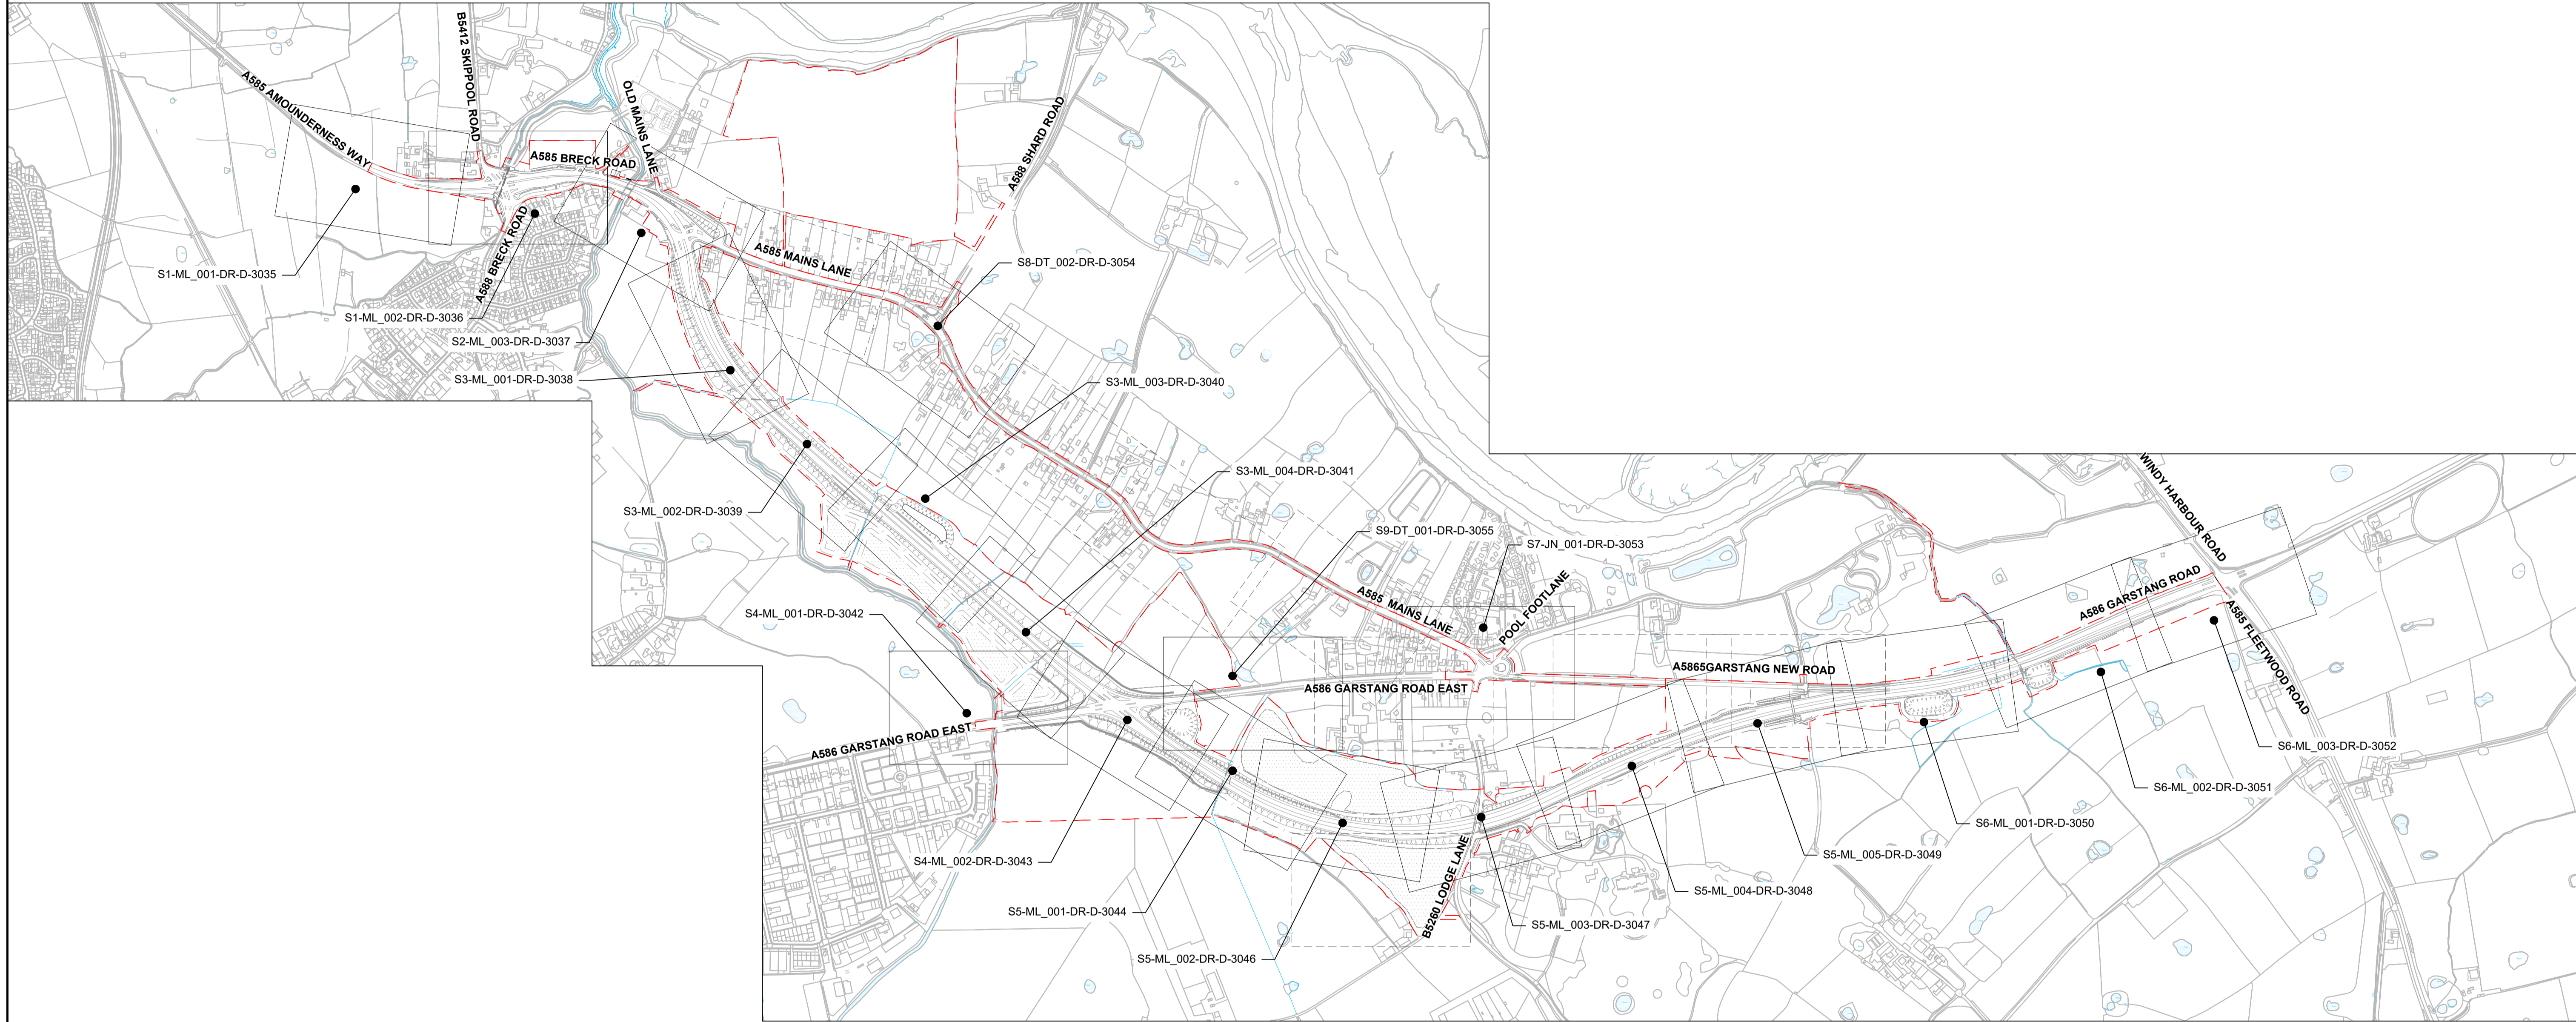 B5412 SKIPPOOL ROAD
A585 AMOUNDERNESS WAY
OLD MAINS LANE
A585 BRECK ROAD
A588 SHARD ROAD
A588 BRECK ROAD
A585 MAINS LANE
S1-ML_001-DR-D-3035
S8-DT_002-DR-D-3054
S1-ML_002-DR-D-3036
S2-ML_003-DR-D-3037
S3-ML_001-DR-D-3038
S3-ML_003-DR-D-3040
S3-ML_004-DR-D-3041
S3-ML_002-DR-D-3039
S9-DT_001-DR-D-3055
S7-JN_001-DR-D-3053
WINDY HARBOUR ROAD
A585 MAINS LANE
POOL FOOTLANE
A586 GARSTANG ROAD
A585 FLEETWOOD ROAD
S4-ML_001-DR-D-3042
A5865GARSTANG NEW ROAD
A586 GARSTANG ROAD EAST
A586 GARSTANG ROAD EAST
S6-ML_003-DR-D-3052
S6-ML_002-DR-D-3051
S6-ML_001-DR-D-3050
S5-ML_005-DR-D-3049
S4-ML_002-DR-D-3043
S5-ML_004-DR-D-3048
B5260 LODGE LANE
S5-ML_001-DR-D-3044
S5-ML_003-DR-D-3047
S5-ML_002-DR-D-3046